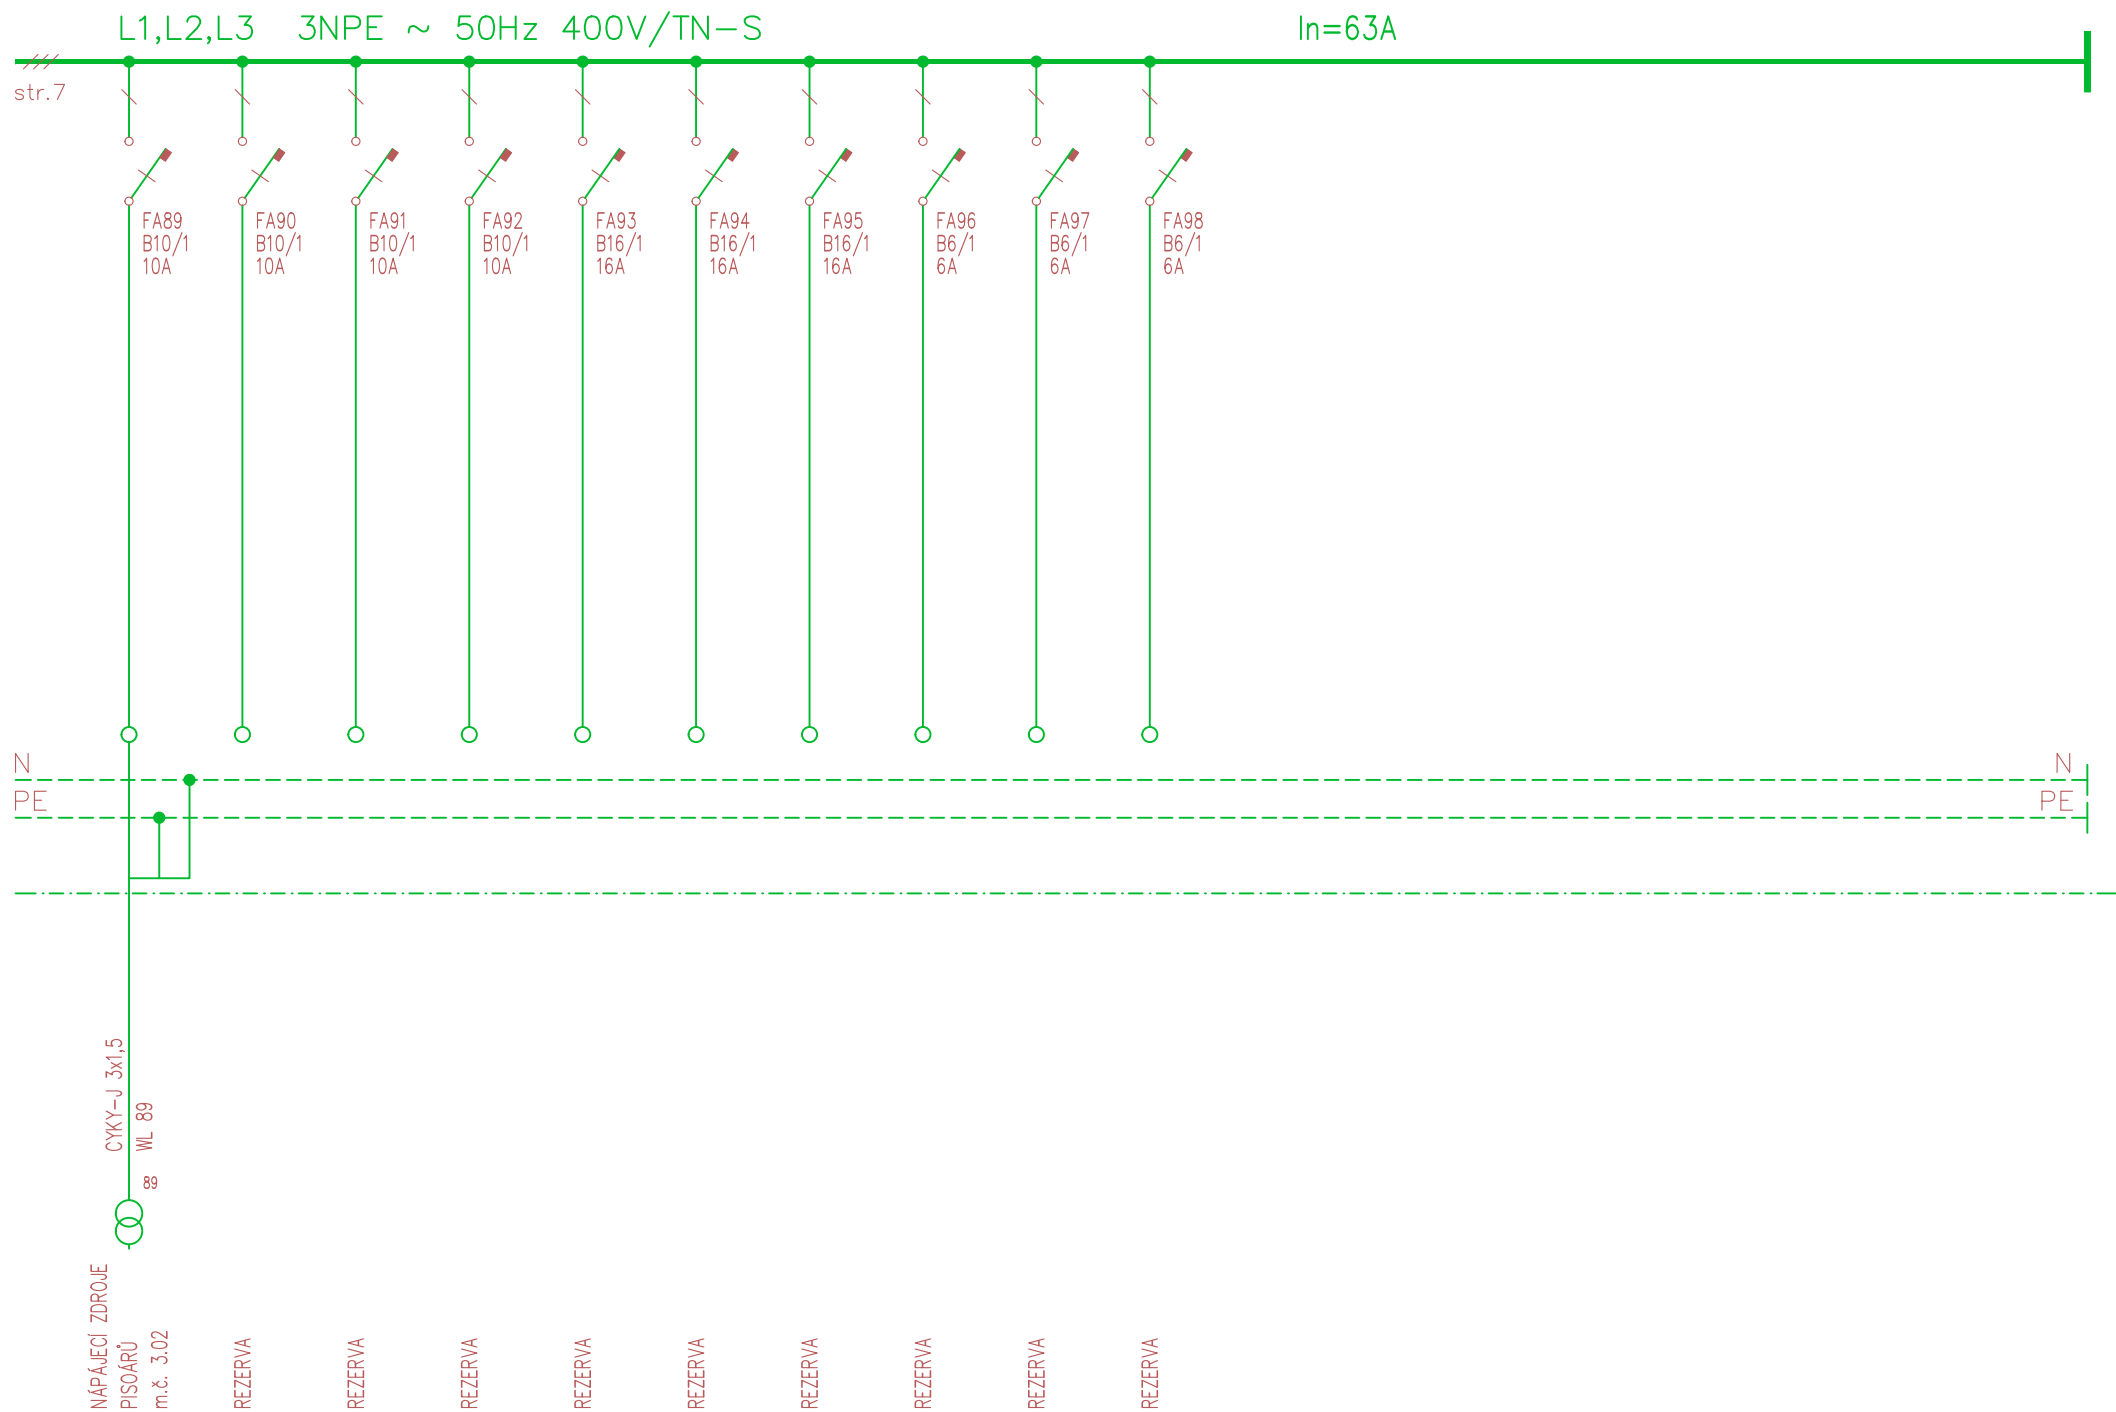 L1,L2,L3 3NPE ~ 50Hz 400V/TN-S
In=63A
str.7
FA89
B10/1
10A
FA90
B10/1
10A
FA91
B10/1
10A
FA92
B10/1
10A
FA93
B16/1
16A
FA94
B16/1
16A
FA95
B16/1
16A
FA96
B6/1
6A
FA97
B6/1
6A
FA98
B6/1
6A
N
N
PE
PE
CYKY-J 3x1,5
WL 89
89
NÁPÁJECÍ ZDROJE
PISOÁRŮ
m.č. 3.02
REZERVA
REZERVA
REZERVA
REZERVA
REZERVA
REZERVA
REZERVA
REZERVA
REZERVA